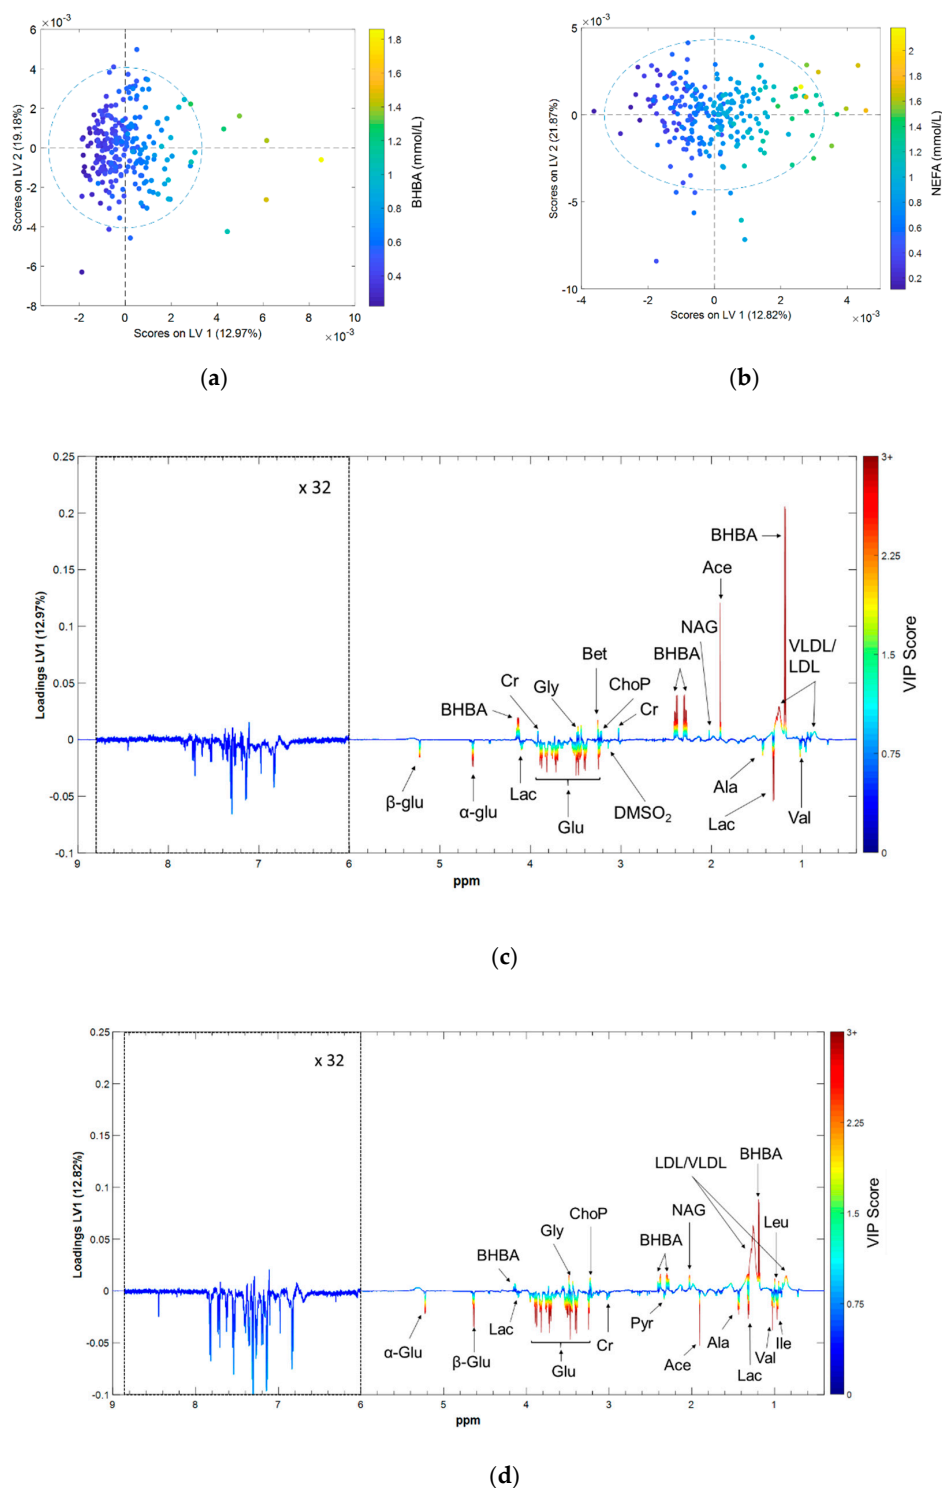 ×10⁻³
6
4
2
0
-2
-4
-6
-8
Scores on LV 2 (19.18%)
-4
-2
0
2
4
6
8
10
Scores on LV 1 (12.97%)
×10⁻³
1.8
1.6
1.4
1.2
1
0.8
0.6
0.4
BHBA (mmol/L)
(a)
×10⁻³
5
0
-5
-10
Scores on LV 2 (21.87%)
-4
-2
0
2
4
Scores on LV 1 (12.82%)
×10⁻³
2
1.8
1.6
1.4
1.2
1
0.8
0.6
0.4
0.2
NEFA (mmol/L)
(b)
0.25
0.2
0.15
0.1
0.05
0
-0.05
-0.1
Loadings LV1 (12.97%)
x 32
BHBA
Ace
NAG
VLDL/
LDL
BHBA
Bet
ChoP
Cr
Gly
Cr
BHBA
β-glu
α-glu
Lac
Glu
DMSO₂
Ala
Lac
Val
9
8
7
6
5
4
3
2
1
ppm
3+
2.25
1.5
0.75
0
VIP Score
(c)
0.25
0.2
0.15
0.1
0.05
0
-0.05
-0.1
Loadings LV1 (12.82%)
x 32
BHBA
LDL/VLDL
Leu
NAG
ChoP
BHBA
Gly
BHBA
α-Glu
β-Glu
Lac
Glu
Cr
Pyr
Ace
Ala
Lac
Val
Ile
9
8
7
6
5
4
3
2
1
ppm
3+
2.25
1.5
0.75
0
VIP Score
(d)